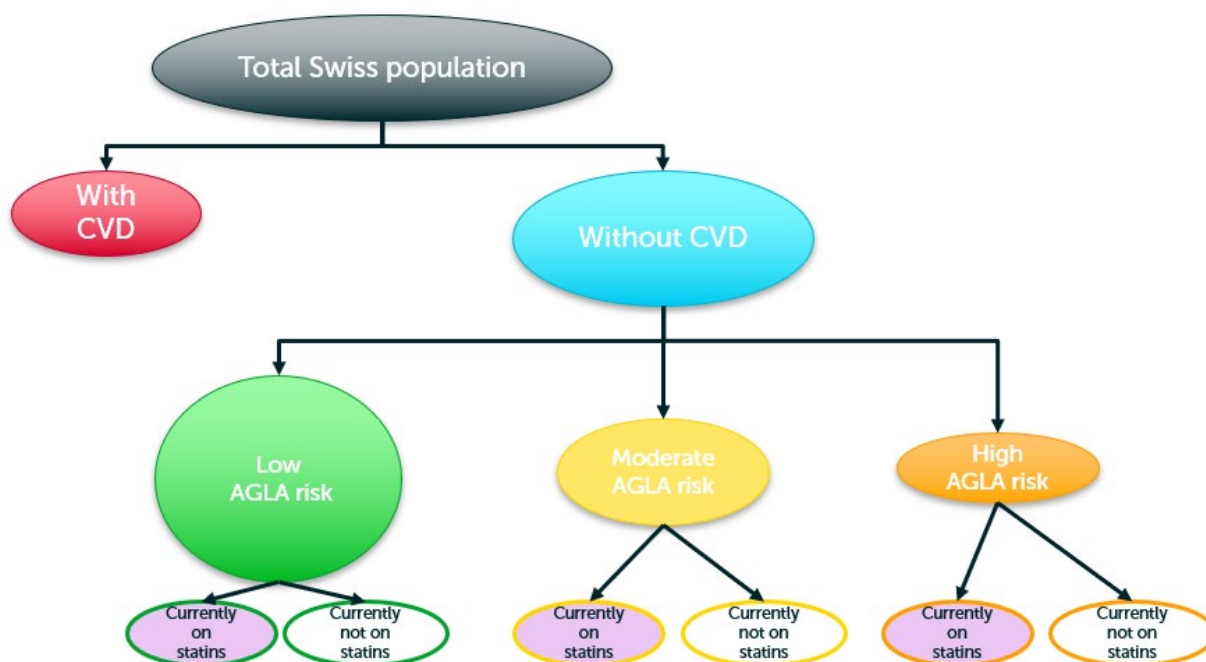 Total Swiss population
With
CVD
Without CVD
Low
AGLA risk
Moderate
AGLA risk
High
AGLA risk
Currently
on
statins
Currently
not on
statins
Currently
on
statins
Currently
not on
statins
Currently
on
statins
Currently
not on
statins